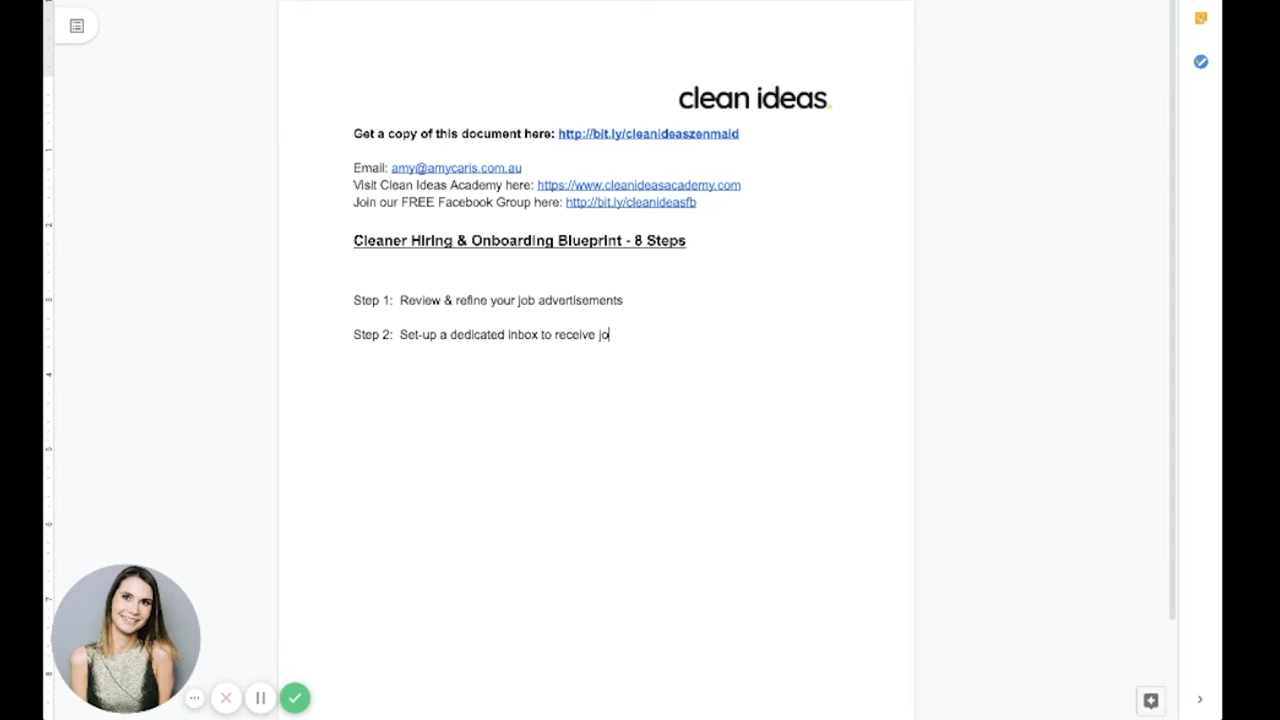 clean ideas.
Get a copy of this document here: http://bit.ly/cleanideaszenmaid
Email: amy@amycaris.com.au
Visit Clean Ideas Academy here: https://www.cleanideasacademy.com
Join our FREE Facebook Group here: http://bit.ly/cleanideasfb
Cleaner Hiring & Onboarding Blueprint - 8 Steps
Step 1: Review & refine your job advertisements
Step 2: Set-up a dedicated inbox to receive jo